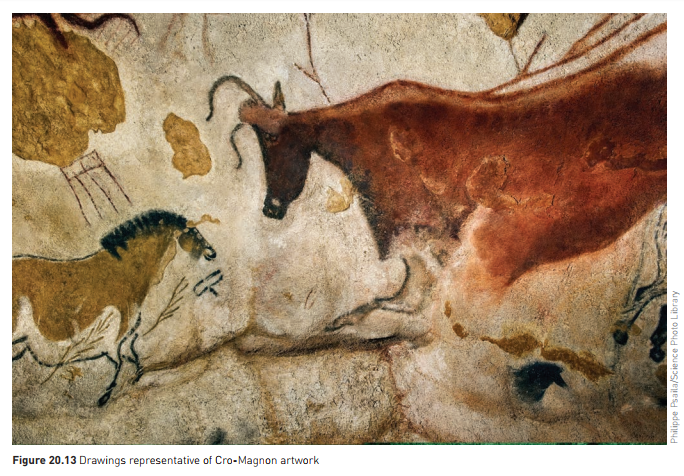 Philippe Psaila/Science Photo Library
Figure 20.13 Drawings representative of Cro-Magnon artwork